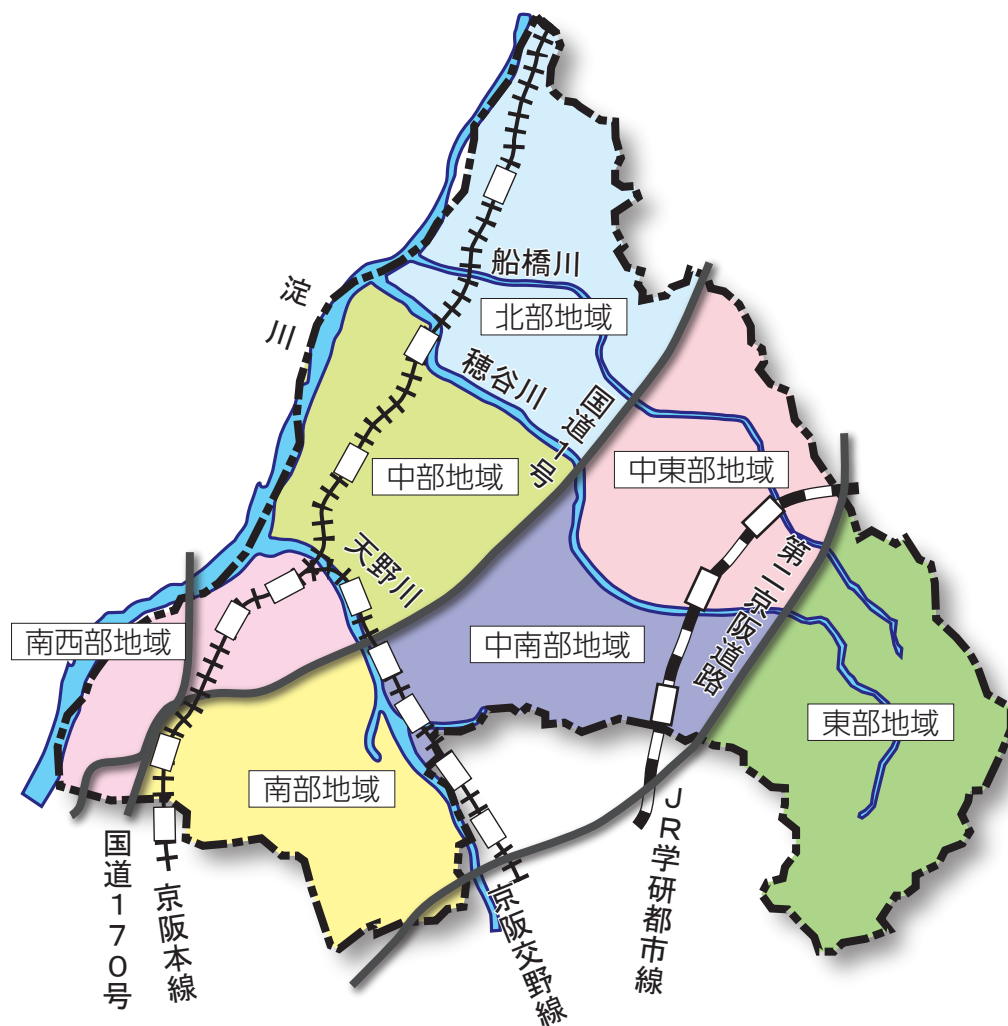 淀川
船橋川
北部地域
穂谷川
国道1号
中部地域
中東部地域
天野川
第二京阪道路
南西部地域
中南部地域
東部地域
南部地域
国道170号
京阪本線
京阪交野線
JR学研都市線